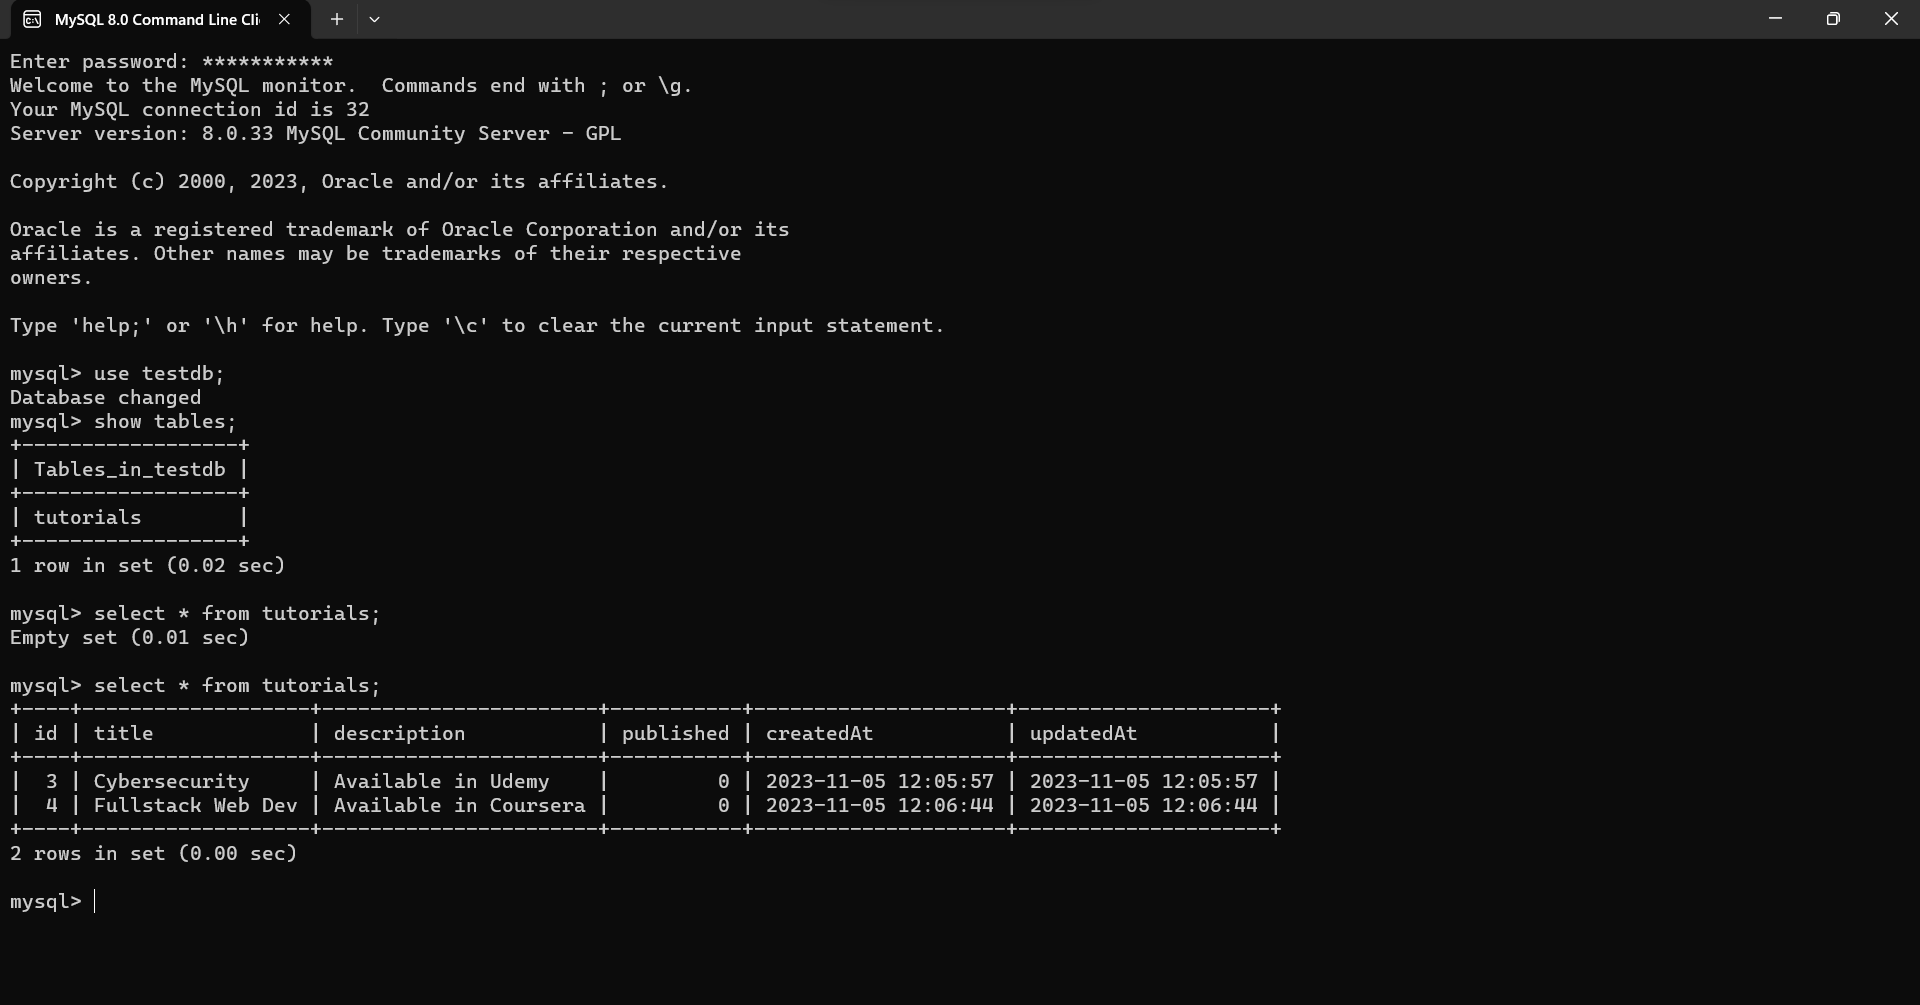 MySQL 8.0 Command Line Cli
Enter password: ***********
Welcome to the MySQL monitor.  Commands end with ; or \g.
Your MySQL connection id is 32
Server version: 8.0.33 MySQL Community Server - GPL

Copyright (c) 2000, 2023, Oracle and/or its affiliates.

Oracle is a registered trademark of Oracle Corporation and/or its
affiliates. Other names may be trademarks of their respective
owners.

Type 'help;' or '\h' for help. Type '\c' to clear the current input statement.

mysql> use testdb;
Database changed
mysql> show tables;
+------------------+
| Tables_in_testdb |
+------------------+
| tutorials        |
+------------------+
1 row in set (0.02 sec)

mysql> select * from tutorials;
Empty set (0.01 sec)

mysql> select * from tutorials;
+----+-------------------+-----------------------+-----------+---------------------+---------------------+
| id | title             | description           | published | createdAt           | updatedAt           |
+----+-------------------+-----------------------+-----------+---------------------+---------------------+
|  3 | Cybersecurity     | Available in Udemy    |         0 | 2023-11-05 12:05:57 | 2023-11-05 12:05:57 |
|  4 | Fullstack Web Dev | Available in Coursera |         0 | 2023-11-05 12:06:44 | 2023-11-05 12:06:44 |
+----+-------------------+-----------------------+-----------+---------------------+---------------------+
2 rows in set (0.00 sec)

mysql>